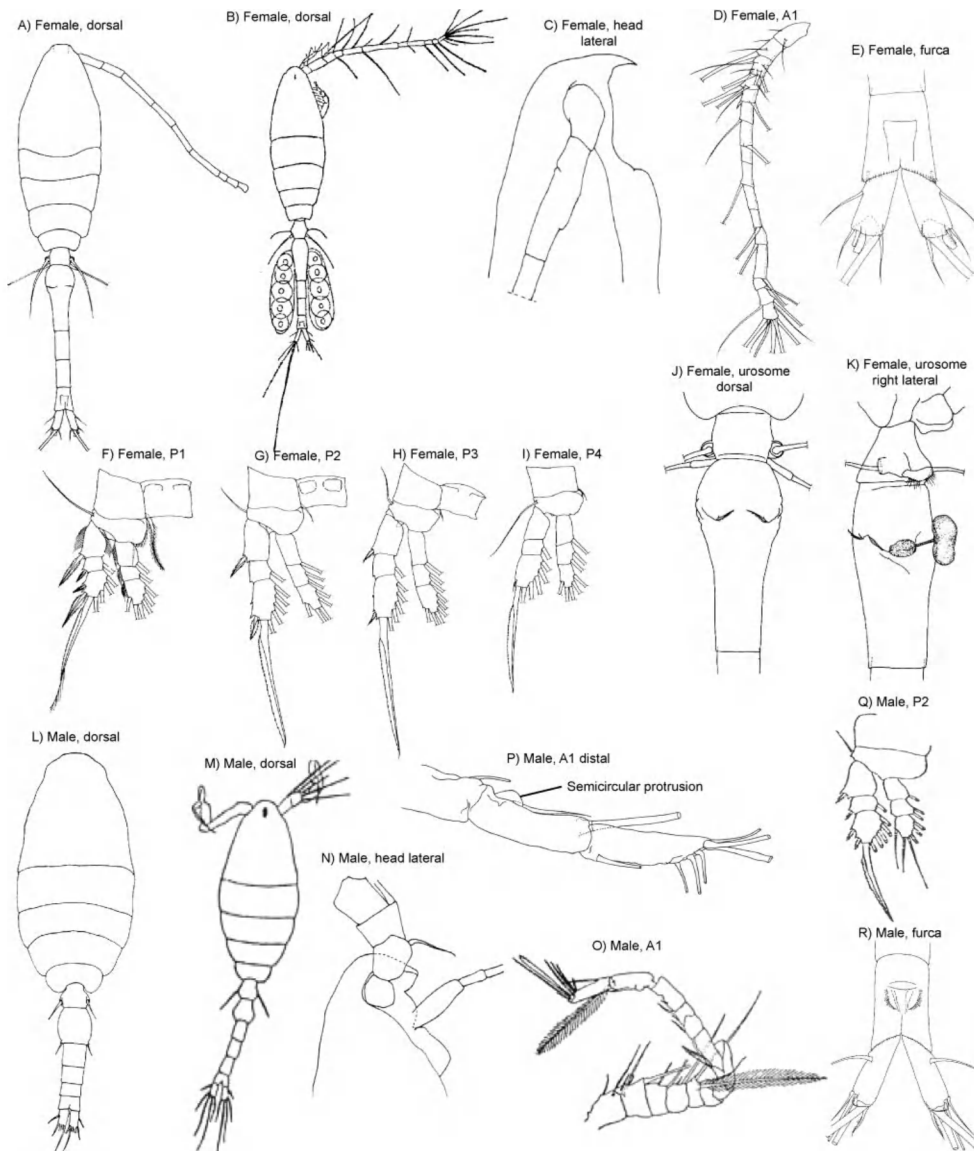 A) Female, dorsal
B) Female, dorsal
C) Female, head
lateral
D) Female, A1
E) Female, furca
F) Female, P1
G) Female, P2
H) Female, P3
I) Female, P4
J) Female, urosome
dorsal
K) Female, urosome
right lateral
L) Male, dorsal
M) Male, dorsal
N) Male, head lateral
O) Male, A1
P) Male, A1 distal
Semicircular protrusion
Q) Male, P2
R) Male, furca